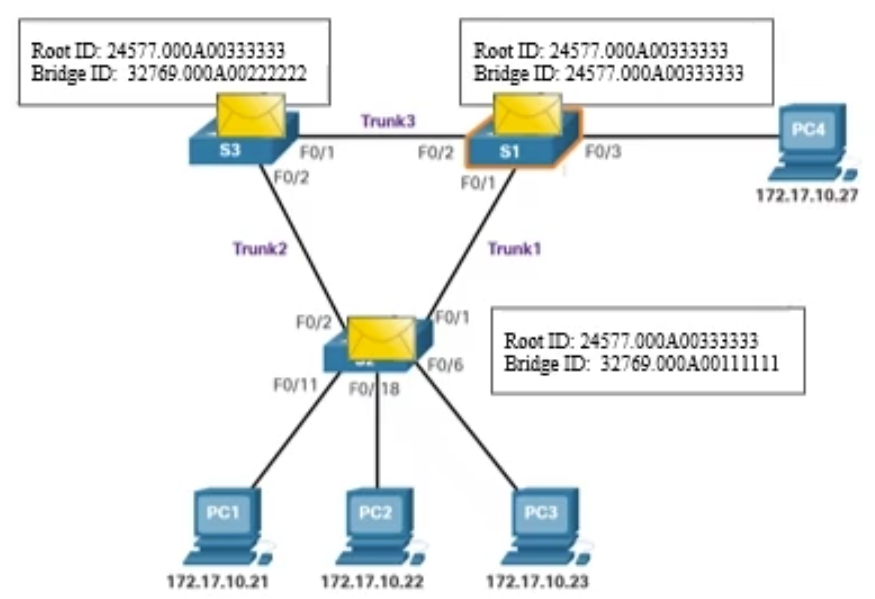 Root ID: 24577.000A00333333
Bridge ID: 32769.000A00222222
Root ID: 24577.000A00333333
Bridge ID: 24577.000A00333333
Trunk3
S3
F0/1
F0/2
S1
F0/3
PC4
F0/2
F0/1
172.17.10.27
Trunk2
Trunk1
F0/2
F0/1
Root ID: 24577.000A00333333
Bridge ID: 32769.000A00111111
F0/6
F0/11
F0/18
PC1
PC2
PC3
172.17.10.21
172.17.10.22
172.17.10.23